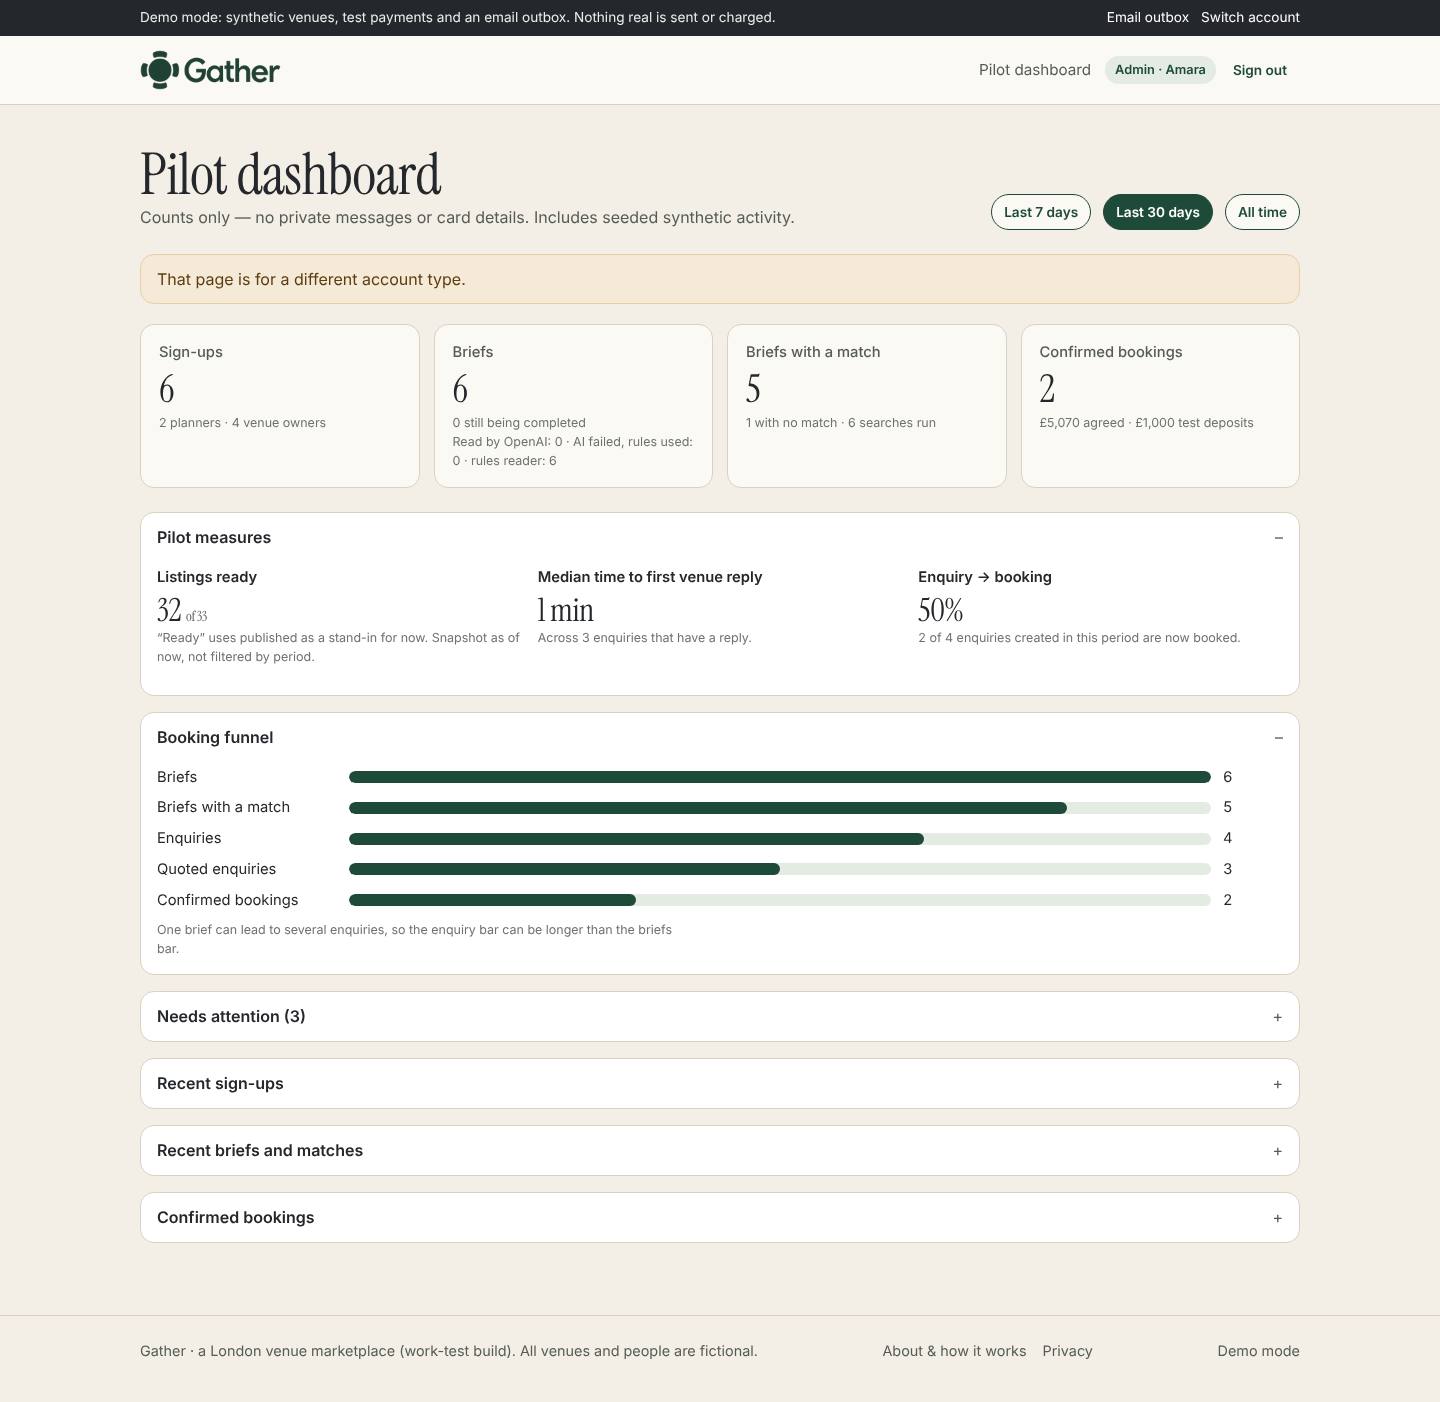 Demo mode: synthetic venues, test payments and an email outbox. Nothing real is sent or charged.
Email outbox Switch account
Gather
Pilot dashboard Admin · Amara Sign out
Pilot dashboard
Counts only — no private messages or card details. Includes seeded synthetic activity.
Last 7 days Last 30 days All time
That page is for a different account type.
Sign-ups
6
2 planners · 4 venue owners
Briefs
6
0 still being completed
Read by OpenAI: 0 · AI failed, rules used:
0 · rules reader: 6
Briefs with a match
5
1 with no match · 6 searches run
Confirmed bookings
2
£5,070 agreed · £1,000 test deposits
Pilot measures –
Listings ready
32 of 33
“Ready” uses published as a stand-in for now. Snapshot as of
now, not filtered by period.
Median time to first venue reply
1 min
Across 3 enquiries that have a reply.
Enquiry → booking
50%
2 of 4 enquiries created in this period are now booked.
Booking funnel –
Briefs 6
Briefs with a match 5
Enquiries 4
Quoted enquiries 3
Confirmed bookings 2
One brief can lead to several enquiries, so the enquiry bar can be longer than the briefs
bar.
Needs attention (3) +
Recent sign-ups +
Recent briefs and matches +
Confirmed bookings +
Gather · a London venue marketplace (work-test build). All venues and people are fictional.
About & how it works Privacy
Demo mode